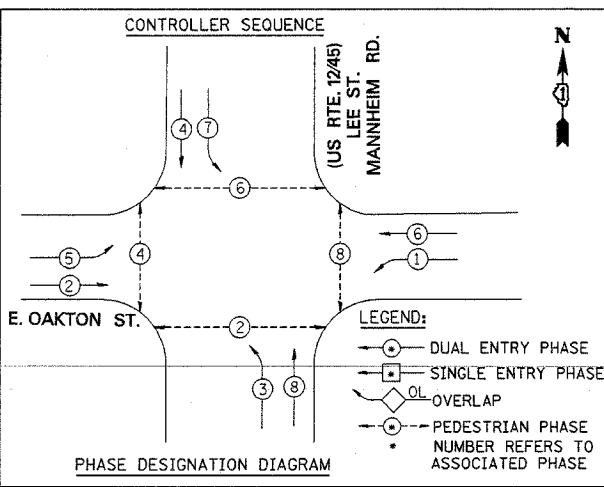 CONTROLLER SEQUENCE
(US RTE. 12/45)
LEE ST.
MANNHEIM RD.
N
1
4
7
6
4
8
6
1
5
2
E. OAKTON ST.
2
3
8
LEGEND:
* DUAL ENTRY PHASE
* SINGLE ENTRY PHASE
OL OVERLAP
* PEDESTRIAN PHASE
* NUMBER REFERS TO
ASSOCIATED PHASE
PHASE DESIGNATION DIAGRAM